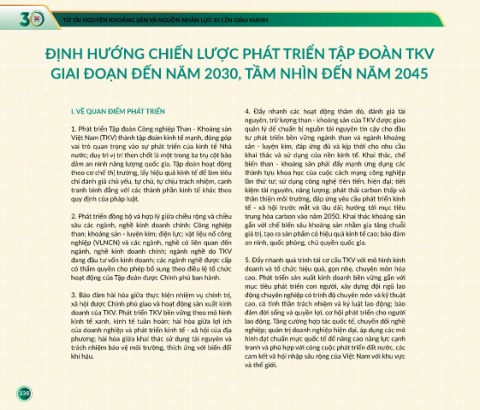 30 TỪ TÀI NGUYÊN KHOÁNG SẢN VÀ NGUỒN NHÂN LỰC ĐI LÊN GIÀU MẠNH
ĐỊNH HƯỚNG CHIẾN LƯỢC PHÁT TRIỂN TẬP ĐOÀN TKV
GIAI ĐOẠN ĐẾN NĂM 2030, TẦM NHÌN ĐẾN NĂM 2045
I. VỀ QUAN ĐIỂM PHÁT TRIỂN
1. Phát triển Tập đoàn Công nghiệp Than - Khoáng sản
Việt Nam (TKV) thành tập đoàn kinh tế mạnh, đóng góp
vai trò quan trọng vào sự phát triển của kinh tế Nhà
nước; duy trì vị trí then chốt là một trong ba trụ cột bảo
đảm an ninh năng lượng quốc gia. Tập đoàn hoạt động
theo cơ chế thị trường, lấy hiệu quả kinh tế để làm tiêu
chí đánh giá chủ yếu, tự chủ, tự chịu trách nhiệm, cạnh
tranh bình đẳng với các thành phần kinh tế khác theo
quy định của pháp luật.
2. Phát triển đồng bộ và hợp lý giữa chiều rộng và chiều
sâu các ngành, nghề kinh doanh chính: Công nghiệp
than; khoáng sản - luyện kim; điện lực; vật liệu nổ công
nghiệp (VLNCN) và các ngành, nghề có liên quan đến
ngành, nghề kinh doanh chính; ngành nghề do TKV
đang đầu tư vốn kinh doanh; các ngành nghề được cấp
có thẩm quyền cho phép bổ sung theo điều lệ tổ chức
hoạt động của Tập đoàn được Chính phủ ban hành.
3. Bảo đảm hài hòa giữa thực hiện nhiệm vụ chính trị,
xã hội được Chính phủ giao và hoạt động sản xuất kinh
doanh của TKV. Phát triển TKV bền vững theo mô hình
kinh tế xanh, kinh tế tuần hoàn; hài hòa giữa lợi ích
của doanh nghiệp và phát triển kinh tế - xã hội của địa
phương; hài hòa giữa khai thác sử dụng tài nguyên và
trách nhiệm bảo vệ môi trường, thích ứng với biến đổi
khí hậu.
4. Đẩy nhanh các hoạt động thăm dò, đánh giá tài
nguyên, trữ lượng than - khoáng sản của TKV được giao
quản lý để chuẩn bị nguồn tài nguyên tin cậy cho đầu
tư phát triển bền vững ngành than và ngành khoáng
sản - luyện kim, đáp ứng đủ và kịp thời cho nhu cầu
khai thác và sử dụng của nền kinh tế. Khai thác, chế
biến than - khoáng sản phải đẩy mạnh ứng dụng các
thành tựu khoa học của cuộc cách mạng công nghiệp
lần thứ tư; sử dụng công nghệ tiên tiến, hiện đại; tiết
kiệm tài nguyên, năng lượng; phát thải carbon thấp và
thân thiện môi trường, đáp ứng yêu cầu phát triển kinh
tế - xã hội trước mắt và lâu dài; hướng tới mục tiêu
trung hòa carbon vào năm 2050. Khai thác khoáng sản
gắn với chế biến sâu khoáng sản nhằm gia tăng chuỗi
giá trị, tạo ra sản phẩm có hiệu quả kinh tế cao; bảo đảm
an ninh, quốc phòng, chủ quyền quốc gia.
5. Đẩy nhanh quá trình tái cơ cấu TKV với mô hình kinh
doanh và tổ chức hiệu quả, gọn nhẹ, chuyên môn hóa
cao. Phát triển sản xuất kinh doanh bền vững gắn với
mục tiêu phát triển con người, xây dựng đội ngũ lao
động chuyên nghiệp có trình độ chuyên môn và kỹ thuật
cao, có tinh thần trách nhiệm và kỷ luật lao động; bảo
đảm đời sống và quyền lợi, cơ hội phát triển cho người
lao động. Tăng cường hợp tác quốc tế, chuyển đổi nghề
nghiệp; quản trị doanh nghiệp hiện đại, áp dụng các mô
hình đạt chuẩn mực quốc tế để nâng cao năng lực cạnh
tranh và phù hợp với công cuộc phát triển đất nước, các
cam kết và hội nhập sâu rộng của Việt Nam với khu vực
và thế giới.
336